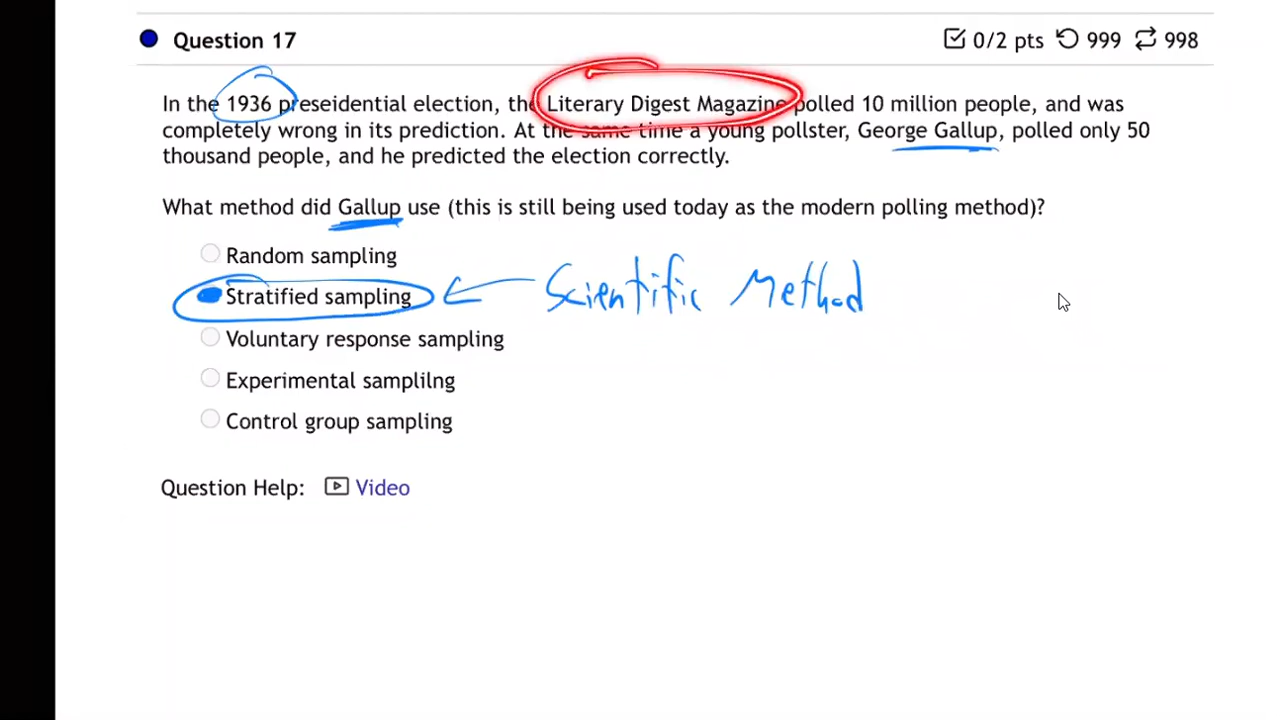 Question 17 0/2 pts 999 998
In the 1936 preseidential election, the Literary Digest Magazine polled 10 million people, and was
completely wrong in its prediction. At the same time a young pollster, George Gallup, polled only 50
thousand people, and he predicted the election correctly.
What method did Gallup use (this is still being used today as the modern polling method)?
Random sampling
Stratified sampling Scientific Method
Voluntary response sampling
Experimental samplilng
Control group sampling
Question Help: Video